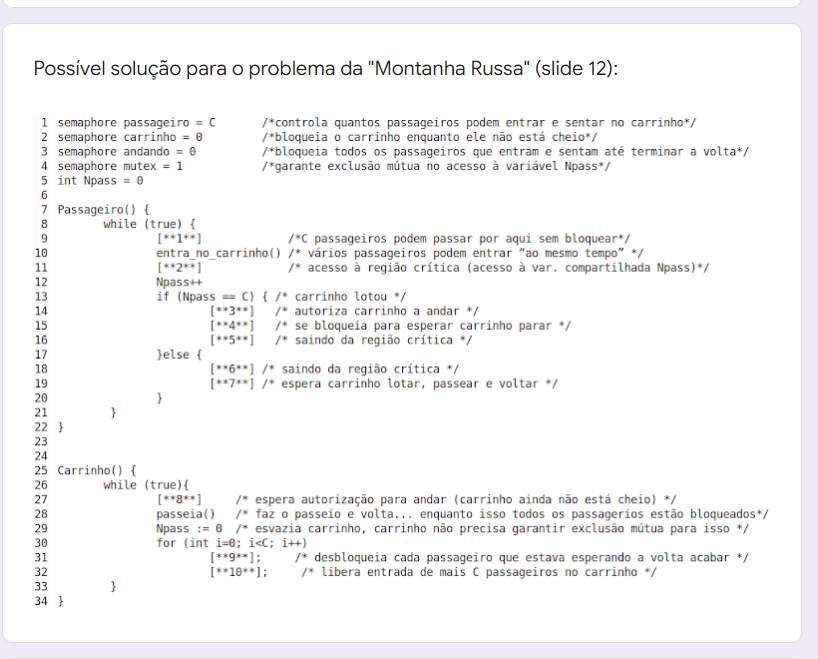 Possível solução para o problema da "Montanha Russa" (slide 12):
1 semaphore passageiro = C /*controla quantos passageiros podem entrar e sentar no carrinho*/
2 semaphore carrinho = 0 /*bloqueia o carrinho enquanto ele não está cheio*/
3 semaphore andando = 0 /*bloqueia todos os passageiros que entram e sentam até terminar a volta*/
4 semaphore mutex = 1 /*garante exclusão mútua no acesso à variável Npass*/
5 int Npass = 0
6
7 Passageiro() {
8 while (true) {
9 [**1**] /*C passageiros podem passar por aqui sem bloquear*/
10 entra_no_carrinho() /* vários passageiros podem entrar “ao mesmo tempo” */
11 [**2**] /* acesso à região crítica (acesso à var. compartilhada Npass)*/
12 Npass++
13 if (Npass == C) { /* carrinho lotou */
14 [**3**] /* autoriza carrinho a andar */
15 [**4**] /* se bloqueia para esperar carrinho parar */
16 [**5**] /* saindo da região crítica */
17 }else {
18 [**6**] /* saindo da região crítica */
19 [**7**] /* espera carrinho lotar, passear e voltar */
20 }
21 }
22 }
23
24
25 Carrinho() {
26 while (true){
27 [**8**] /* espera autorização para andar (carrinho ainda não está cheio) */
28 passeia() /* faz o passeio e volta... enquanto isso todos os passagerios estão bloqueados*/
29 Npass := 0 /* esvazia carrinho, carrinho não precisa garantir exclusão mútua para isso */
30 for (int i=0; i<C; i++)
31 [**9**]; /* desbloqueia cada passageiro que estava esperando a volta acabar */
32 [**10**]; /* libera entrada de mais C passageiros no carrinho */
33 }
34 }